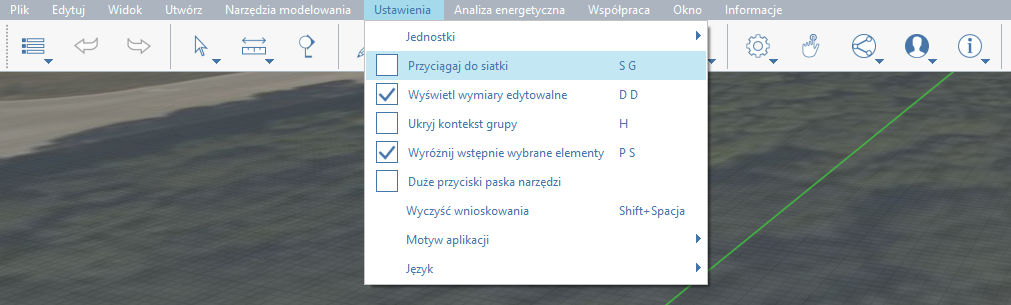 Plik Edytuj Widok Utwórz Narzędzia modelowania Ustawienia Analiza energetyczna Współpraca Okno Informacje
Jednostki
Przyciągaj do siatki S G
Wyświetl wymiary edytowalne D D
Ukryj kontekst grupy H
Wyróżnij wstępnie wybrane elementy P S
Duże przyciski paska narzędzi
Wyczyść wnioskowania Shift+Spacja
Motyw aplikacji
Język